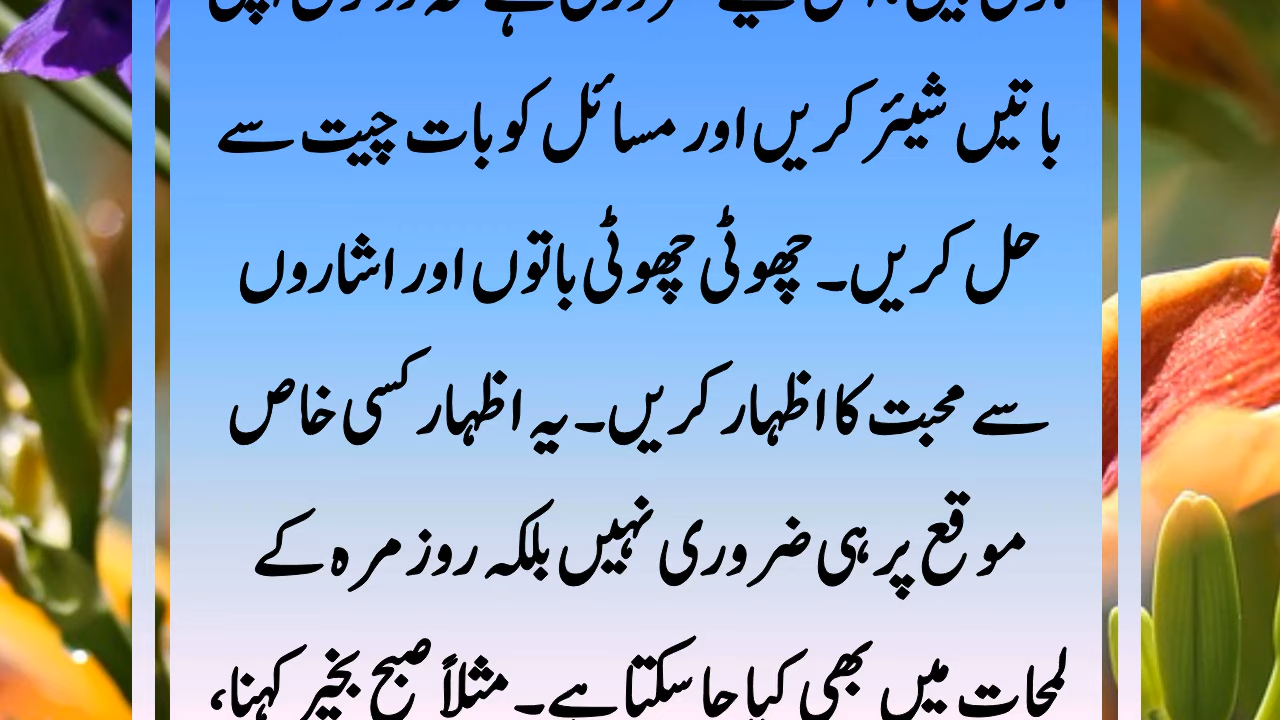 باتیں شیئر کریں اور مسائل کو بات چیت سے
حل کریں۔ چھوٹی چھوٹی باتوں اور اشاروں
سے محبت کا اظہار کریں۔ یہ اظہار کسی خاص
موقع پر ہی ضروری نہیں بلکہ روز مرہ کے
لمحات میں بھی کیا جا سکتا ہے۔ مثلاً صبح بخیر کہنا،